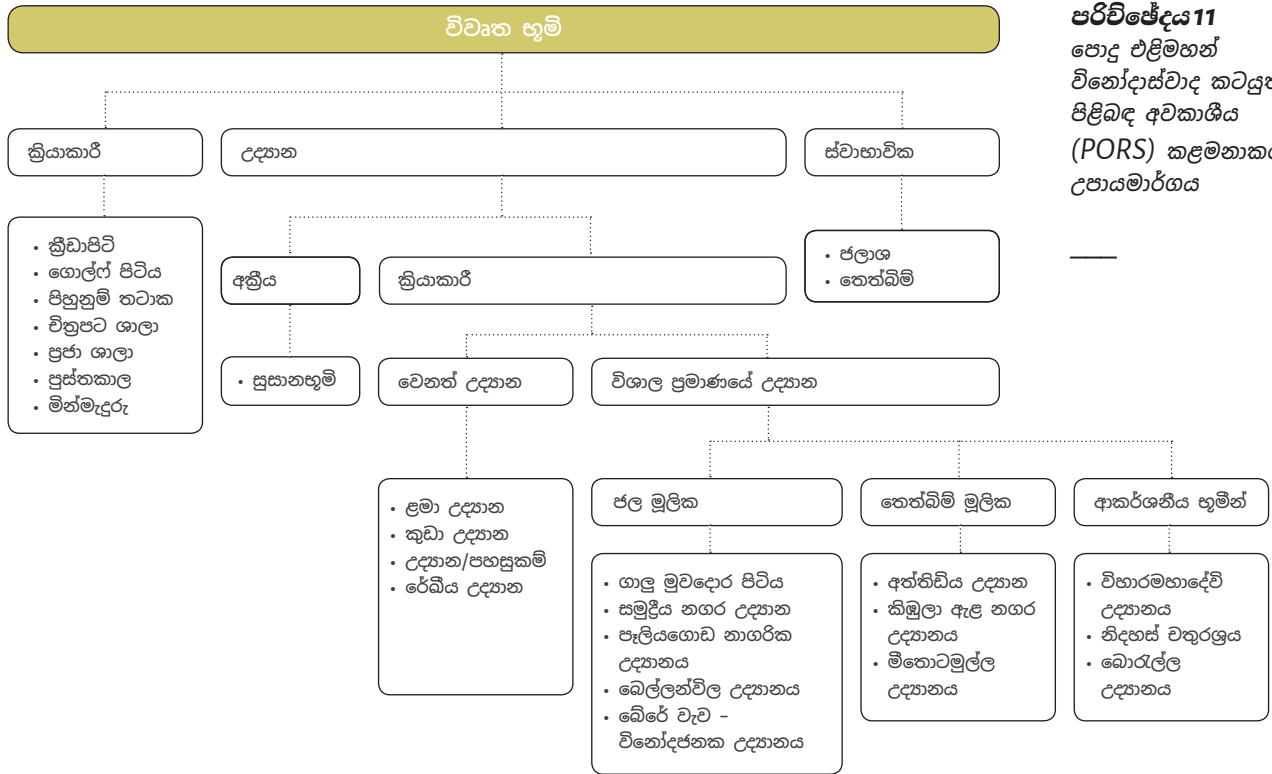 විවෘත භූමි
පරිච්ඡේදය 11
පොදු එළිමහන්
විනෝදාස්වාද
පිළිබඳ අවකාශීය
(PORS)
උපායමාර්ගය
ක්‍රියාකාරී
උද්‍යාන
ස්වාභාවික
• ක්‍රීඩාපිටි
• ගොල්ෆ් පිටිය
• පිහුනුම් තටාක
• චිත්‍රපට ශාලා
• ප්‍රජා ශාලා
• පුස්තකාල
• මින්මැදුරු
අක්‍රීය
ක්‍රියාකාරී
• ජලාශ
• තෙත්බිම්
• සුසානභූමි
වෙනත් උද්‍යාන
විශාල ප්‍රමාණයේ උද්‍යාන
• ළමා උද්‍යාන
• කුඩා උද්‍යාන
• උද්‍යාන/පහසුකම්
• රේඛීය උද්‍යාන
ජල මූලික
තෙත්බිම් මූලික
ආකර්ශනීය භූමීන්
• ගාලු මුවදොර පිටිය
• සමුද්‍රීය නගර උද්‍යාන
• පෑලියගොඩ නාගරික
උද්‍යානය
• බෙල්ලන්විල උද්‍යානය
• බේරේ වැව –
විනෝදජනක උද්‍යානය
• අත්තිඩිය උද්‍යාන
• කිඹුලා ඇළ නගර
උද්‍යානය
• මීතොටමුල්ල
උද්‍යානය
• විහාරමහාදේවි
උද්‍යානය
• නිදහස් චතුරශ්‍රය
• බොරැල්ල
උද්‍යානය